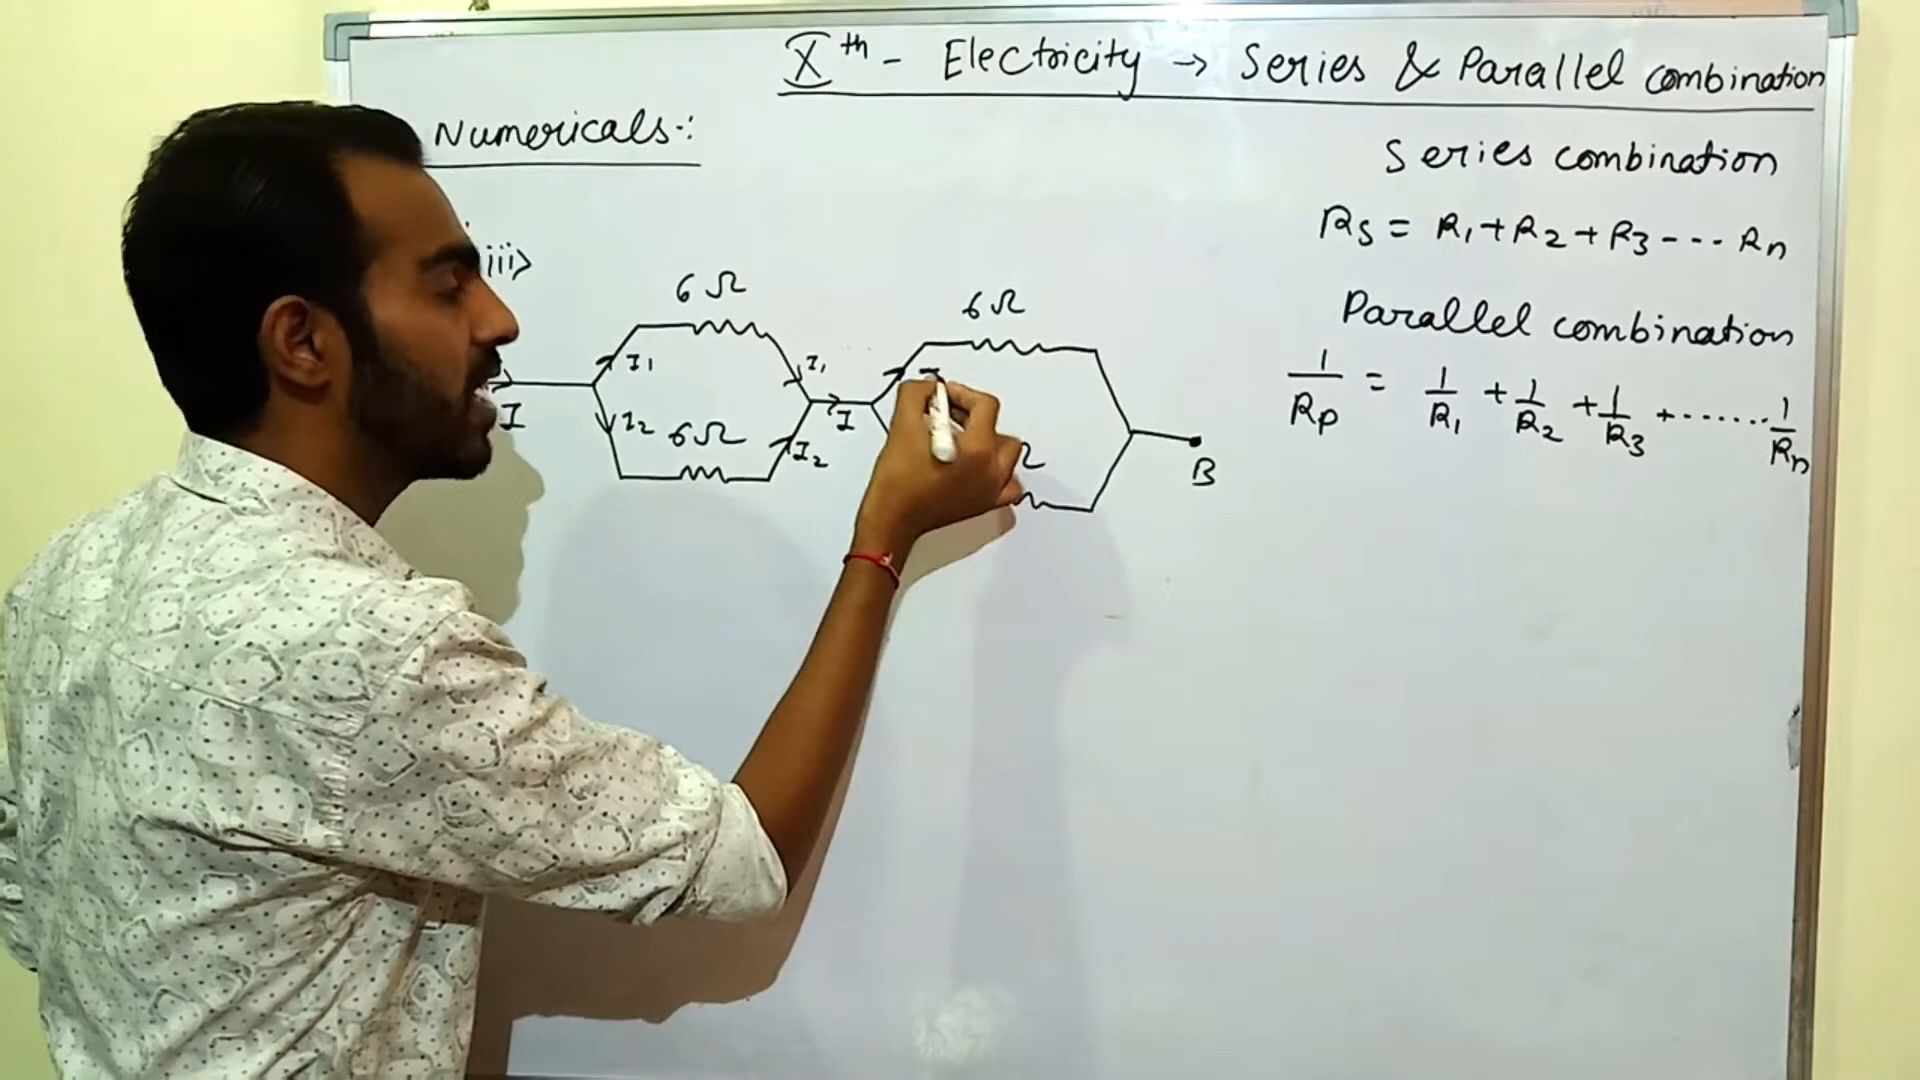 Xth - Electricity → Series & Parallel combination
Numericals:
Series combination
Rs = R1 + R2 + R3 --- Rn
iii>
6Ω
6Ω
Parallel combination
1/Rp = 1/R1 + 1/R2 + 1/R3 + ....... 1/Rn
I1
I1
I
I2
6Ω
I2
I
Ω
B